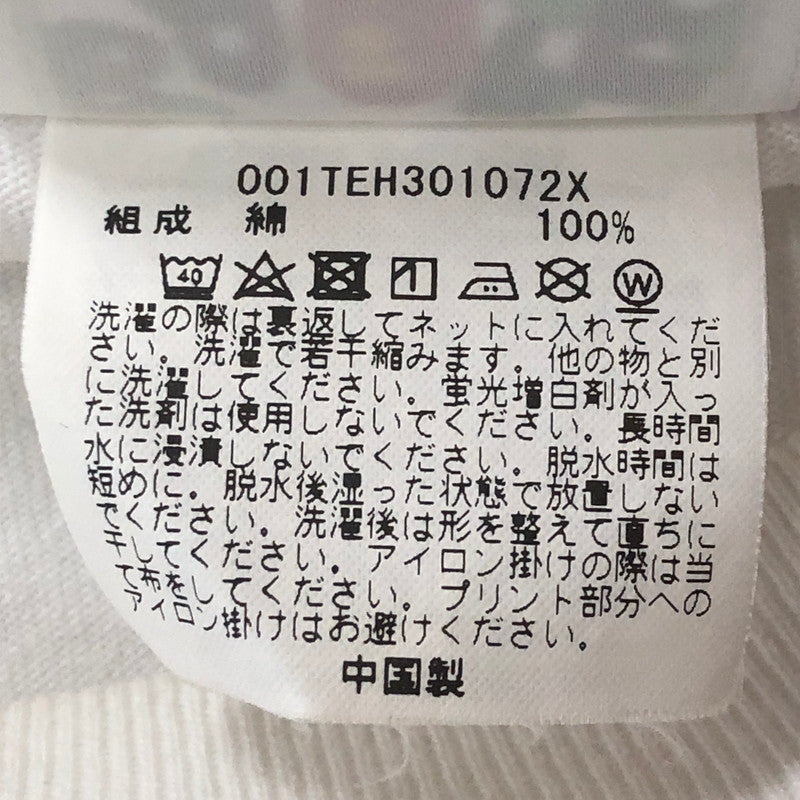 001TEH301072X
組成 綿 100%
40 W
洗濯の際は裏返してネットに入れてくだ
さい。洗濯で若干縮みます。他の物と別
に洗濯してください。蛍光増白剤が入っ
た洗剤は使用しないでください。長時間
水に浸漬しないでください。脱水時間は
短めに。脱水後湿った状態で放置しない
でください。洗濯後は形を整えて直ちに
干してください。アイロン掛けの際は当
て布をしてください。プリント部分への
アイロン掛けはお避けください。
中国製